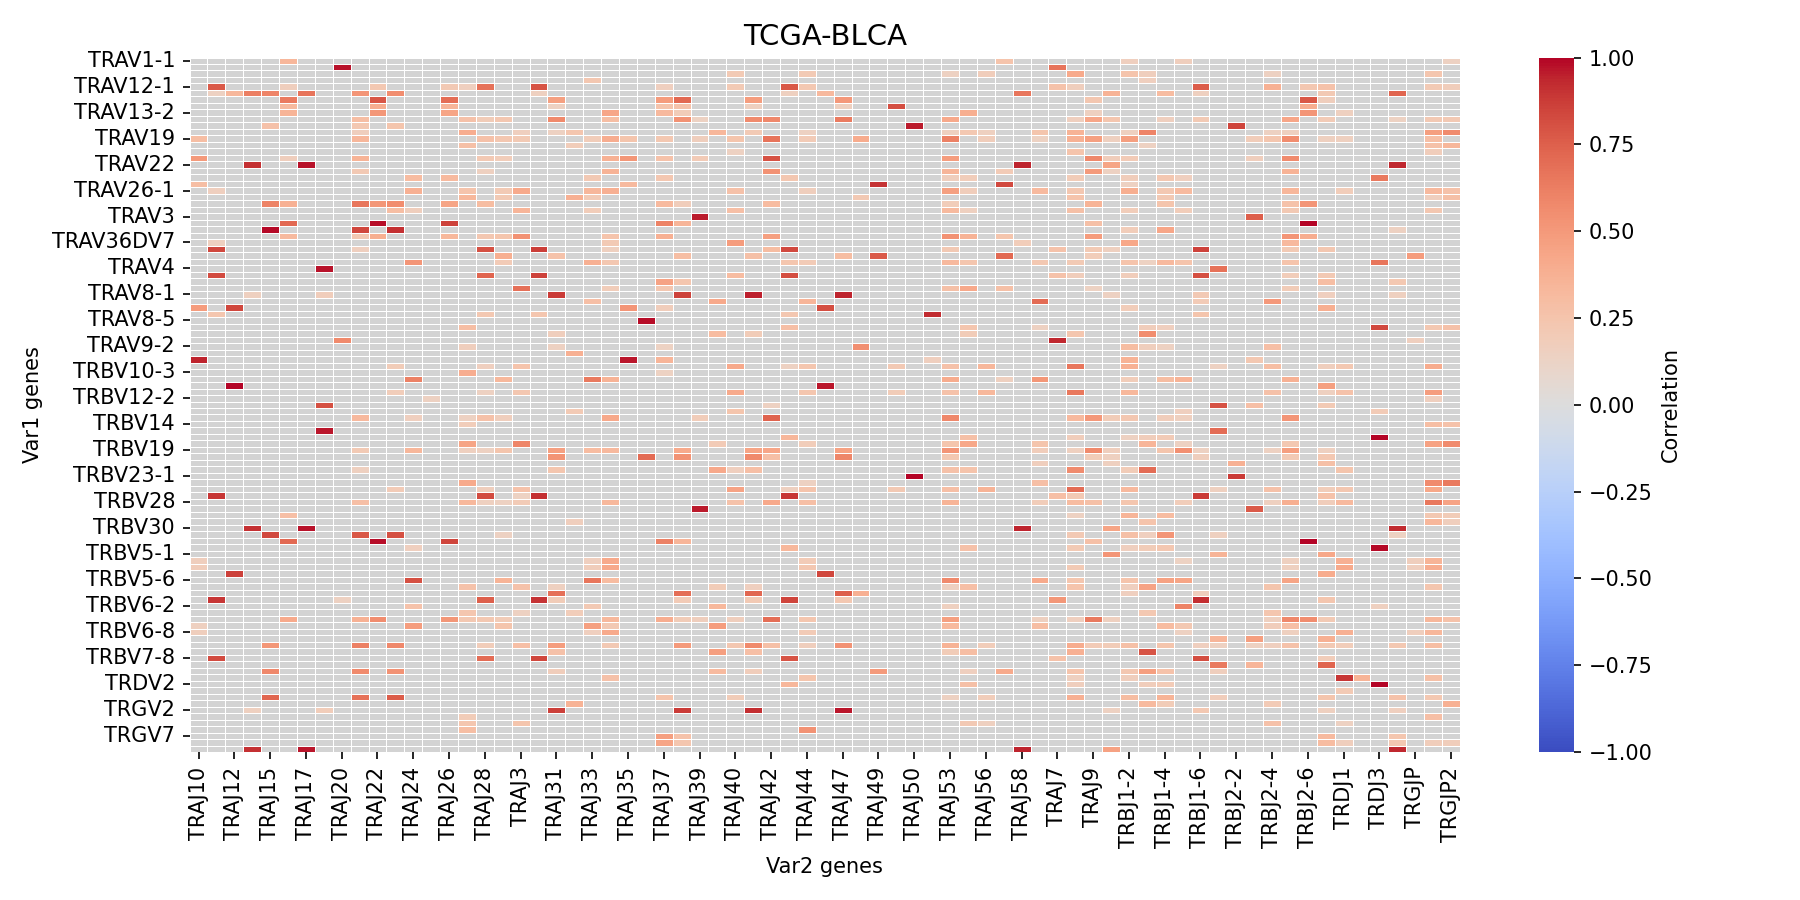 TCGA-BLCA
TRAV1-1
TRAV12-1
TRAV13-2
TRAV19
TRAV22
TRAV26-1
TRAV3
TRAV36DV7
TRAV4
TRAV8-1
TRAV8-5
TRAV9-2
TRBV10-3
TRBV12-2
TRBV14
TRBV19
TRBV23-1
TRBV28
TRBV30
TRBV5-1
TRBV5-6
TRBV6-2
TRBV6-8
TRBV7-8
TRDV2
TRGV2
TRGV7
Var1 genes
TRAJ10
TRAJ12
TRAJ15
TRAJ17
TRAJ20
TRAJ22
TRAJ24
TRAJ26
TRAJ28
TRAJ3
TRAJ31
TRAJ33
TRAJ35
TRAJ37
TRAJ39
TRAJ40
TRAJ42
TRAJ44
TRAJ47
TRAJ49
TRAJ50
TRAJ53
TRAJ56
TRAJ58
TRAJ7
TRAJ9
TRBJ1-2
TRBJ1-4
TRBJ1-6
TRBJ2-2
TRBJ2-4
TRBJ2-6
TRDJ1
TRDJ3
TRGJP
TRGJP2
Var2 genes
1.00
0.75
0.50
0.25
0.00
−0.25
−0.50
−0.75
−1.00
Correlation